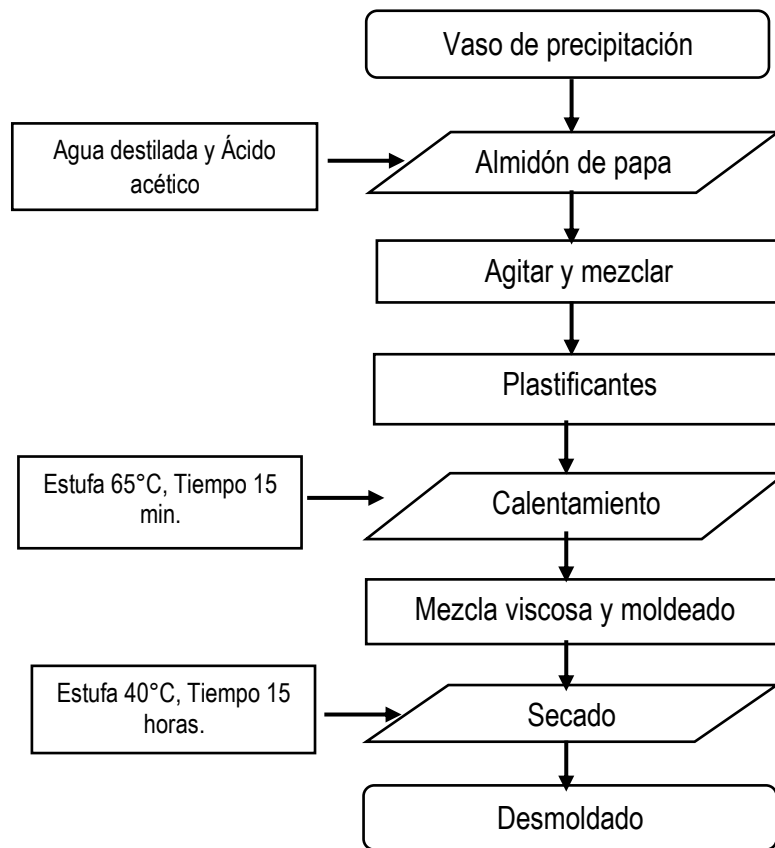 Vaso de precipitación
Agua destilada y Ácido
acético
Almidón de papa
Agitar y mezclar
Plastificantes
Estufa 65°C, Tiempo 15
min.
Calentamiento
Mezcla viscosa y moldeado
Estufa 40°C, Tiempo 15
horas.
Secado
Desmoldado